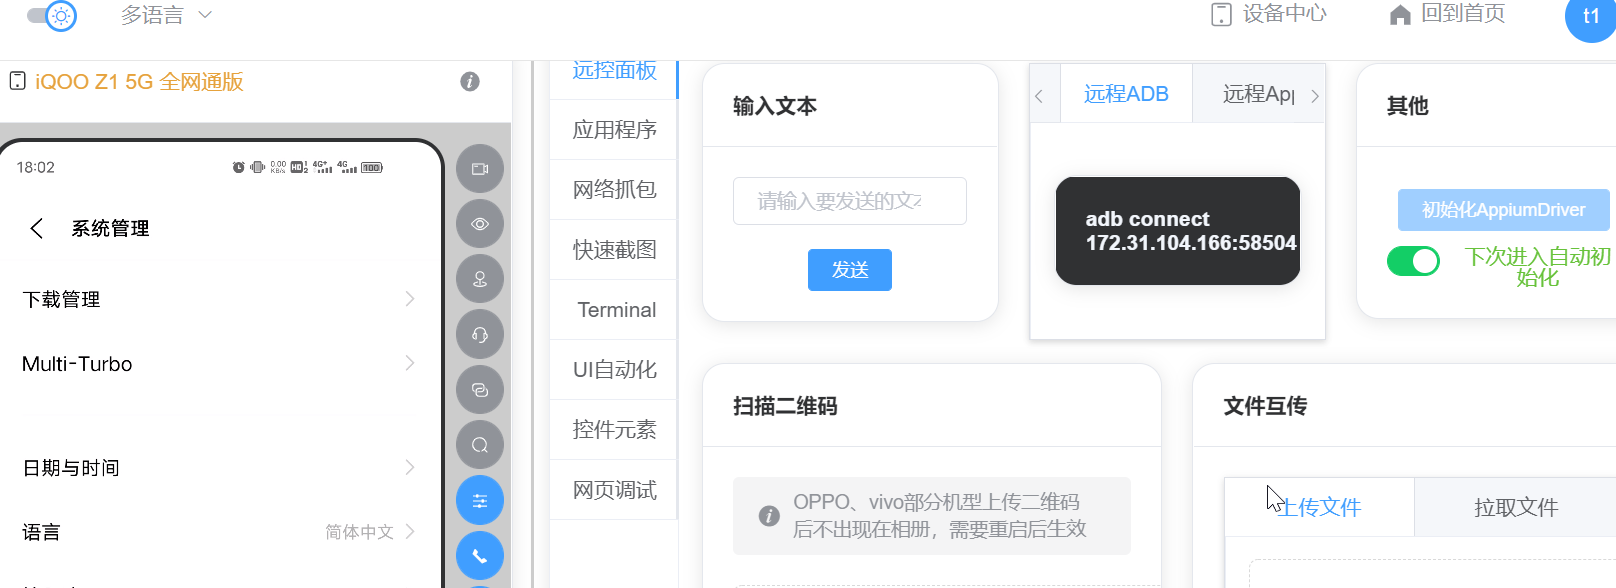 多语言
设备中心
回到首页
t1
iQOO Z1 5G 全网通版
18:02
0.00
KB/s
HD
4G+
4G
100
系统管理
下载管理
Multi-Turbo
日期与时间
语言
简体中文
远控面板
应用程序
网络抓包
快速截图
Terminal
UI自动化
控件元素
网页调试
输入文本
请输入要发送的文
发送
远程ADB
远程App
adb connect
172.31.104.166:58504
其他
初始化AppiumDriver
下次进入自动初
始化
扫描二维码
OPPO、vivo部分机型上传二维码
后不出现在相册，需要重启后生效
文件互传
上传文件
拉取文件